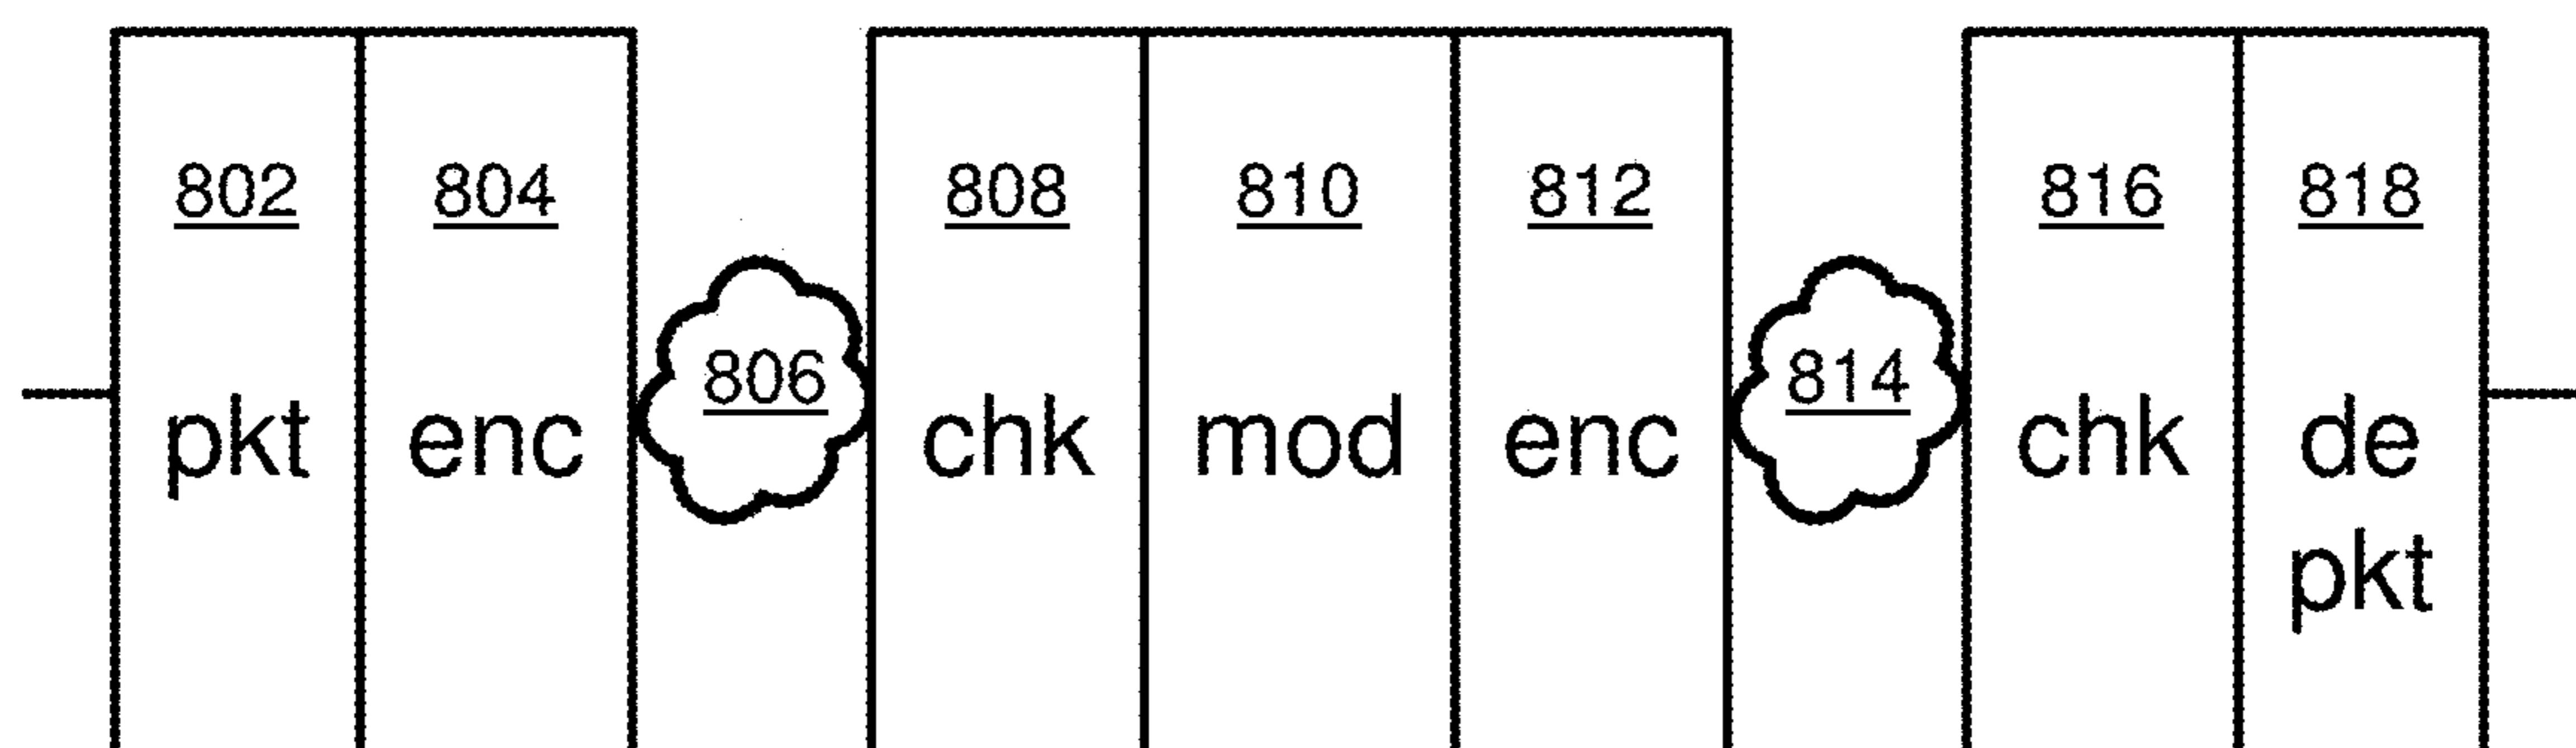 802 804 808 810 812 816 818
806 814
pkt enc chk mod enc chk de
pkt